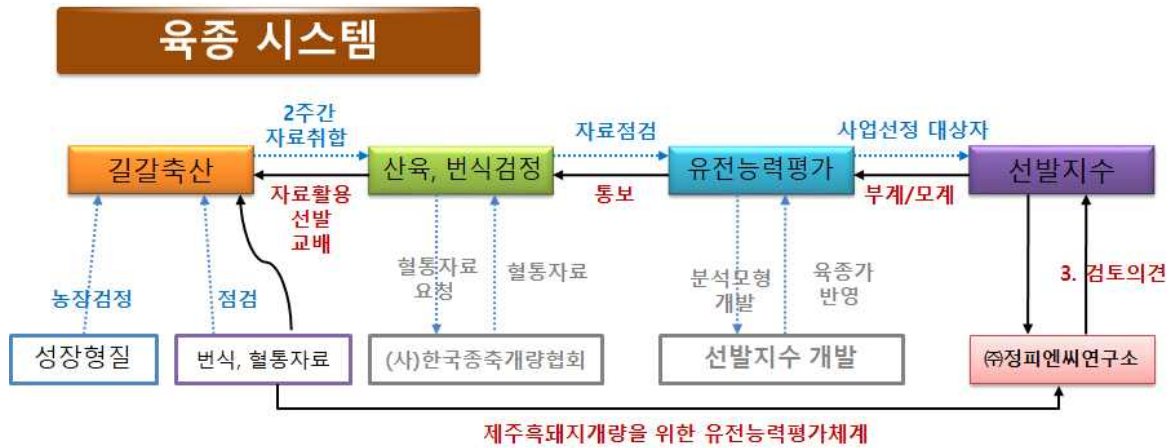 육종 시스템
2주간
자료취합
자료점검
사업선정 대상자
길갈축산
산육, 번식검정
유전능력평가
선발지수
자료활용
선발
교배
통보
부계/모계
혈통자료
요청
혈통자료
분석모형
개발
육종가
반영
3. 검토의견
농장검정
점검
성장형질
번식, 혈통자료
(사)한국종축개량협회
선발지수 개발
㈜정피엔씨연구소
제주흑돼지개량을 위한 유전능력평가체계